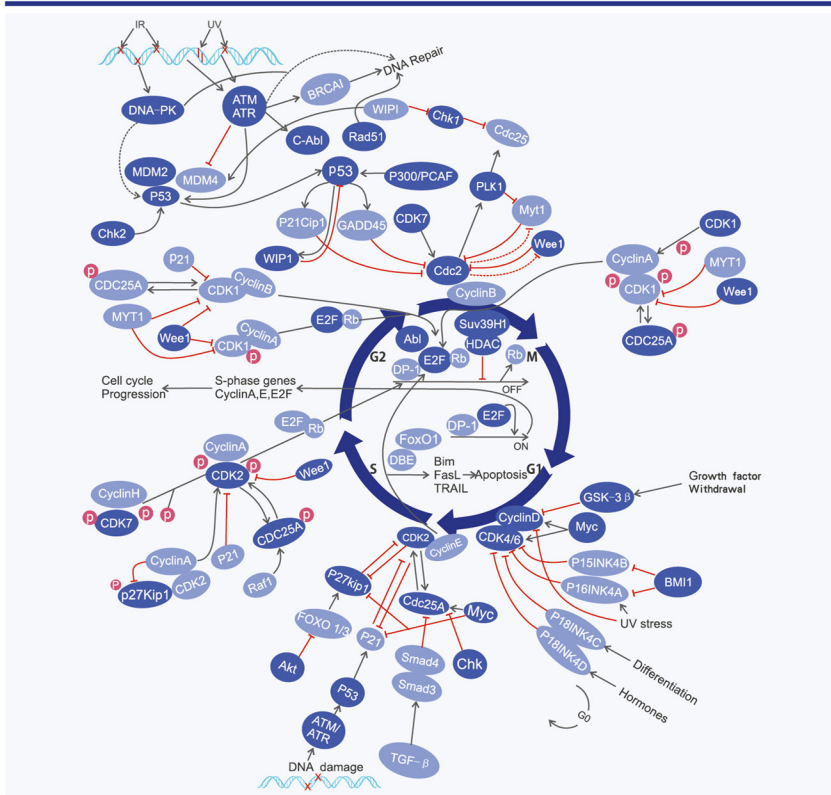 IR
UV
DNA Repair
BRCAI
ATM
ATR
DNA-PK
WIPI
Chk1
Cdc25
C-Abl
Rad51
MDM2
MDM4
P53
p53
P300/PCAF
PLK1
Chk2
P21Cip1
GADD45
CDK7
Myt1
Wee1
WIP1
Cdc2
CyclinB
CDK1
CyclinA
p
p
p
CDK1
MYT1
Wee1
CDC25A
p
P21
p
CDC25A
CDK1
CyclinB
MYT1
Wee1
CDK1
CyclinA
p
E2F
Rb
G2
Abl
Suv39H1
HDAC
E2F
Rb
DP-1
Rb
M
OFF
Cell cycle
Progression
S-phase genes
CyclinA,E,E2F
E2F
Rb
DP-1
E2F
ON
FoxO1
DBE
S
Bim
FasL
TRAIL
Apoptosis
G1
CyclinA
p
p
CDK2
Wee1
CyclinH
p
CDK7
p
p
CDC25A
p
P21
Raf1
CyclinA
CDK2
P
p27Kip1
Growth factor
Withdrawal
GSK-3β
CyclinD
CDK4/6
Myc
P15INK4B
P16INK4A
BMI1
UV stress
P18INK4C
P18INK4D
Differentiation
Hormones
G0
CDK2
CyclinE
P27kip1
Cdc25A
Myc
FOXO 1/3
P21
Akt
Smad4
Smad3
Chk
P53
ATM/
ATR
TGF-β
DNA damage